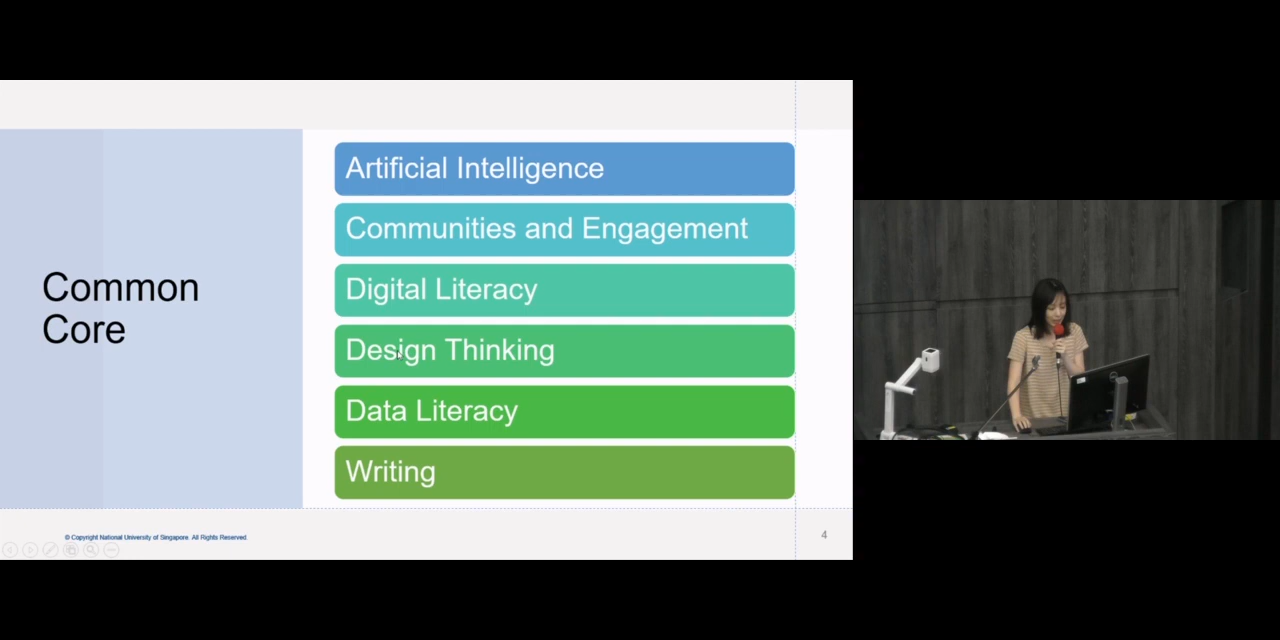 Common
Core
Artificial Intelligence
Communities and Engagement
Digital Literacy
Design Thinking
Data Literacy
Writing
© Copyright National University of Singapore. All Rights Reserved.
4